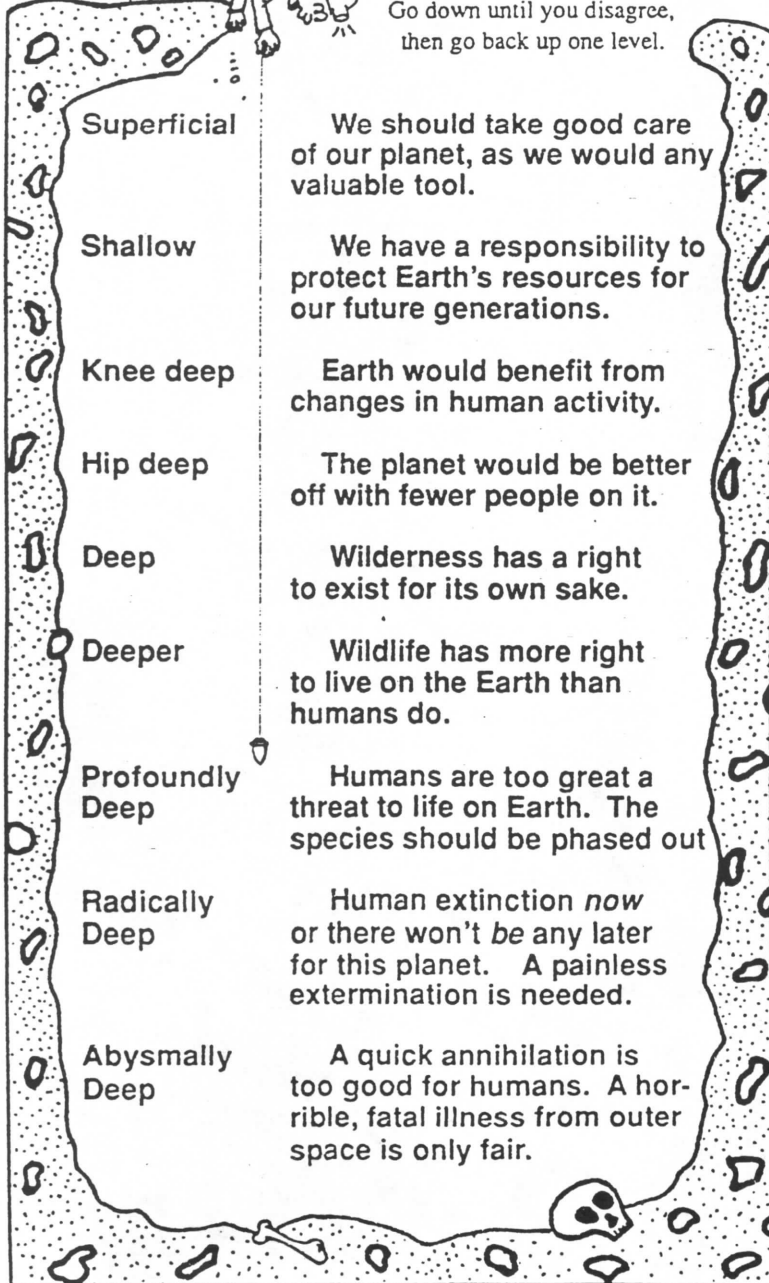 Go down until you disagree,
then go back up one level.
Superficial
We should take good care
of our planet, as we would any
valuable tool.
Shallow
We have a responsibility to
protect Earth's resources for
our future generations.
Knee deep
Earth would benefit from
changes in human activity.
Hip deep
The planet would be better
off with fewer people on it.
Deep
Wilderness has a right
to exist for its own sake.
Deeper
Wildlife has more right
to live on the Earth than
humans do.
Profoundly
Deep
Humans are too great a
threat to life on Earth. The
species should be phased out
Radically
Deep
Human extinction now
or there won't be any later
for this planet. A painless
extermination is needed.
Abysmally
Deep
A quick annihilation is
too good for humans. A hor-
rible, fatal illness from outer
space is only fair.